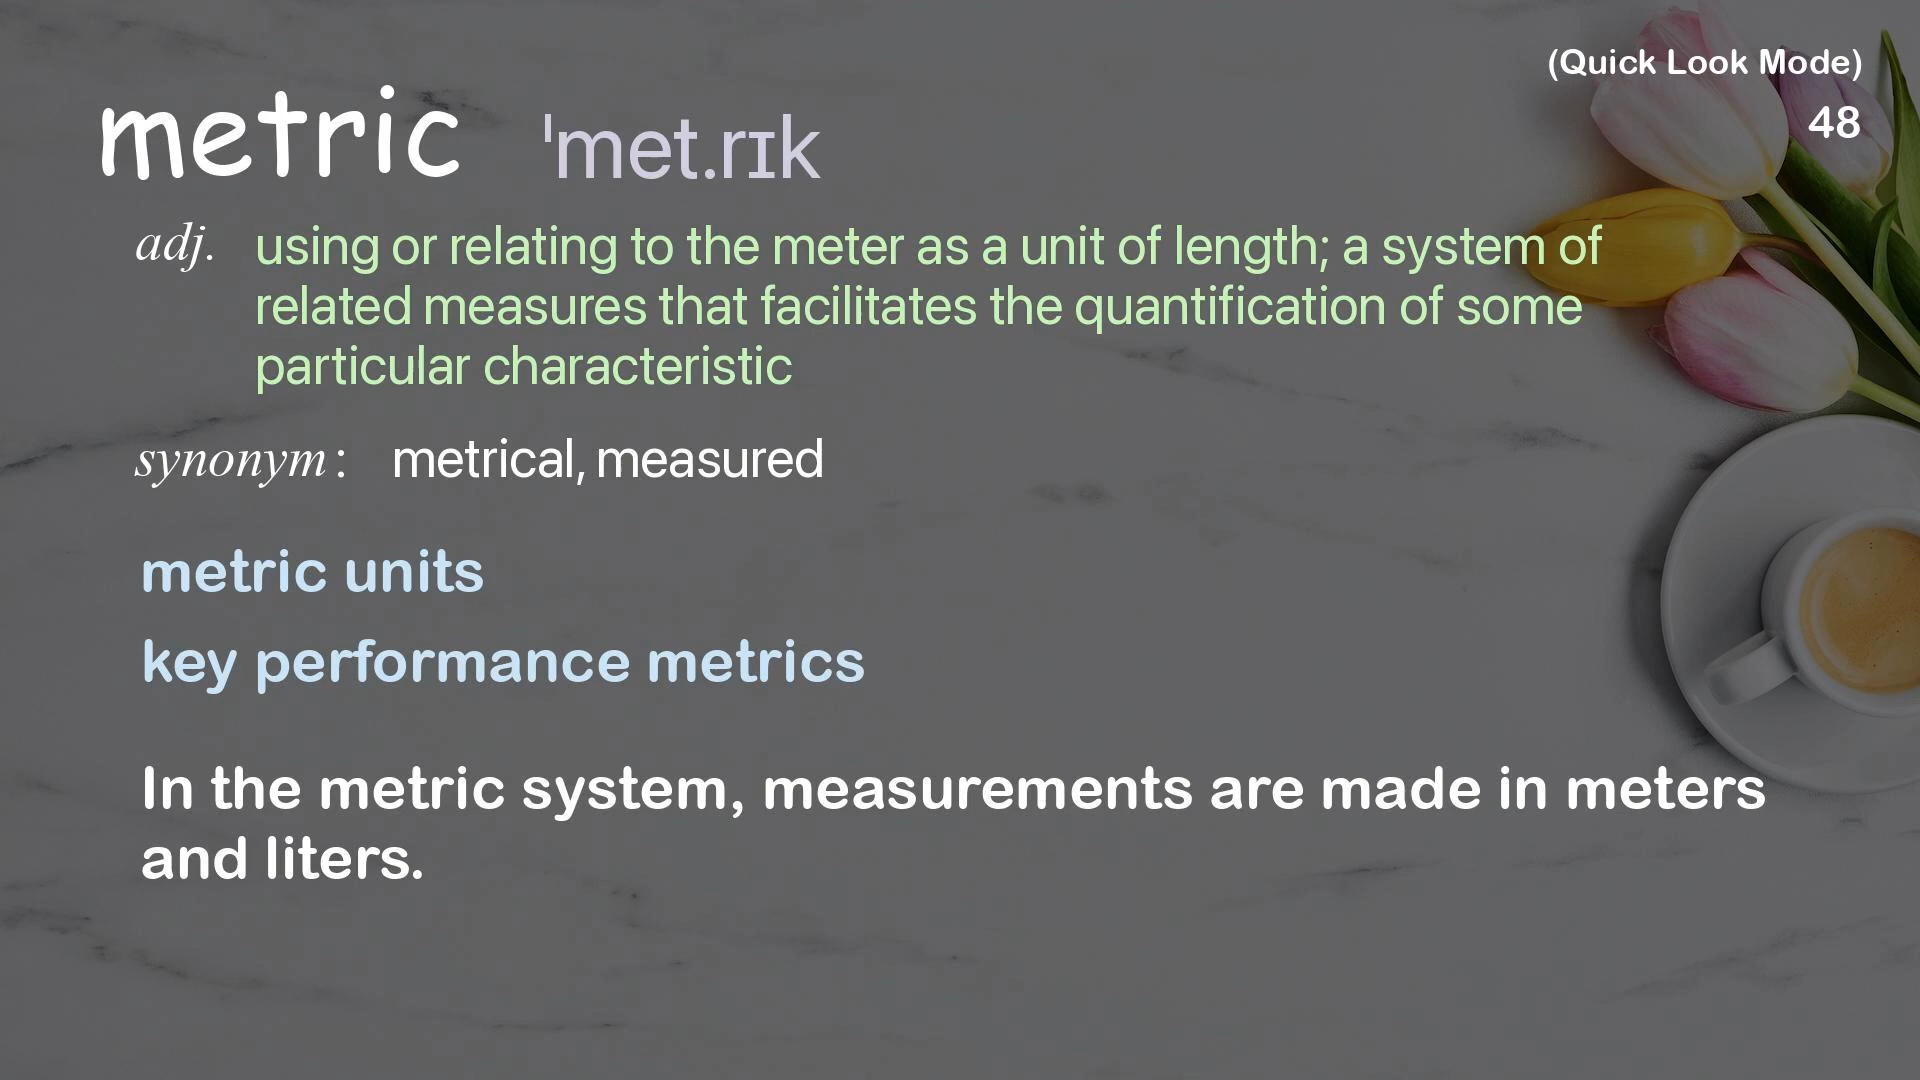 (Quick Look Mode)
48
metric ˈmet.rɪk
adj. using or relating to the meter as a unit of length; a system of
related measures that facilitates the quantification of some
particular characteristic
synonym : metrical, measured
metric units
key performance metrics
In the metric system, measurements are made in meters
and liters.